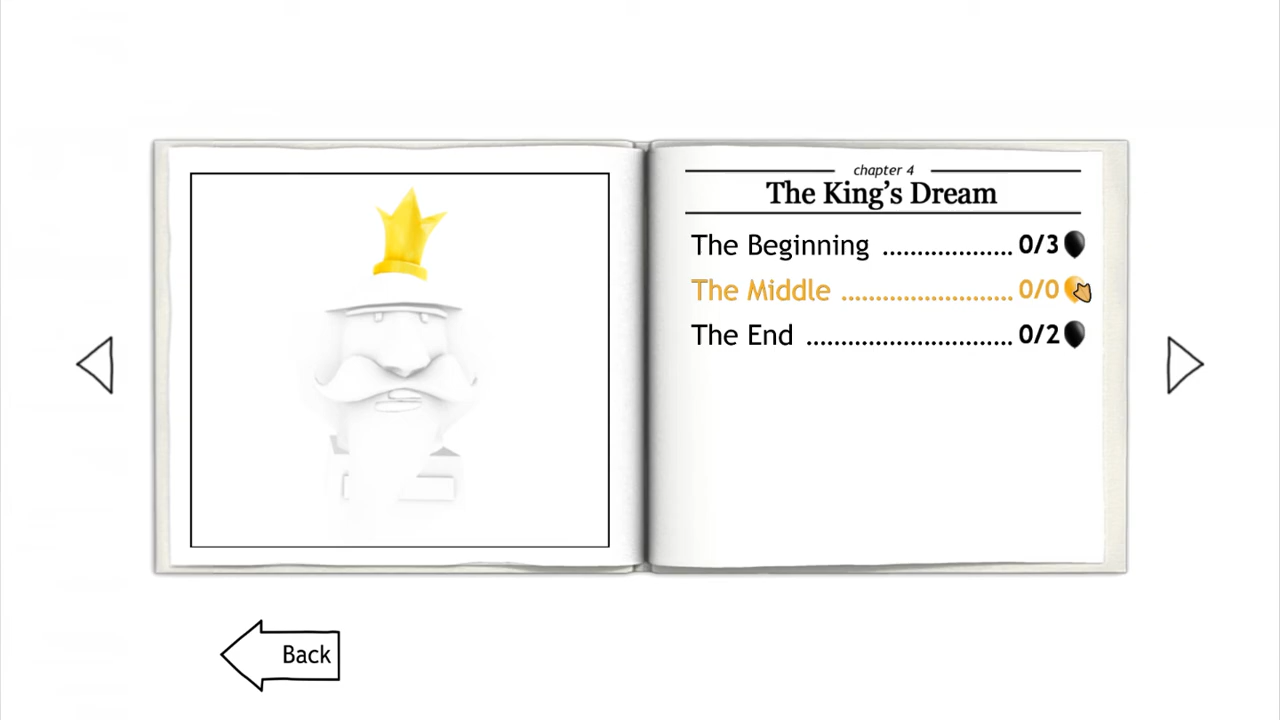 chapter 4
The King's Dream
The Beginning ................... 0/3
The Middle ......................... 0/0
The End .............................. 0/2
Back